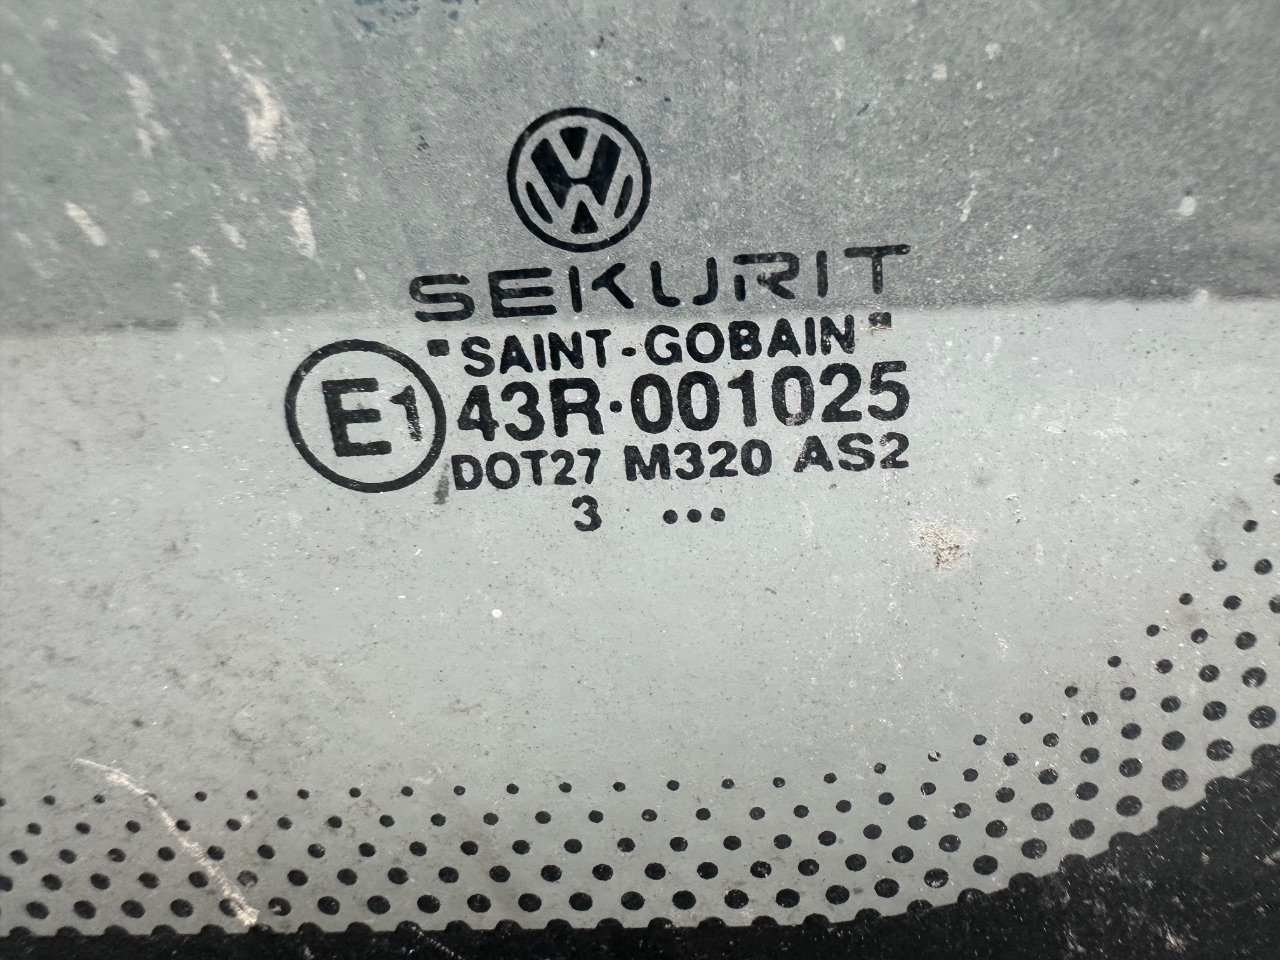 SEKURIT
"SAINT-GOBAIN"
E1 43R·001025
DOT27 M320 AS2
3 •••